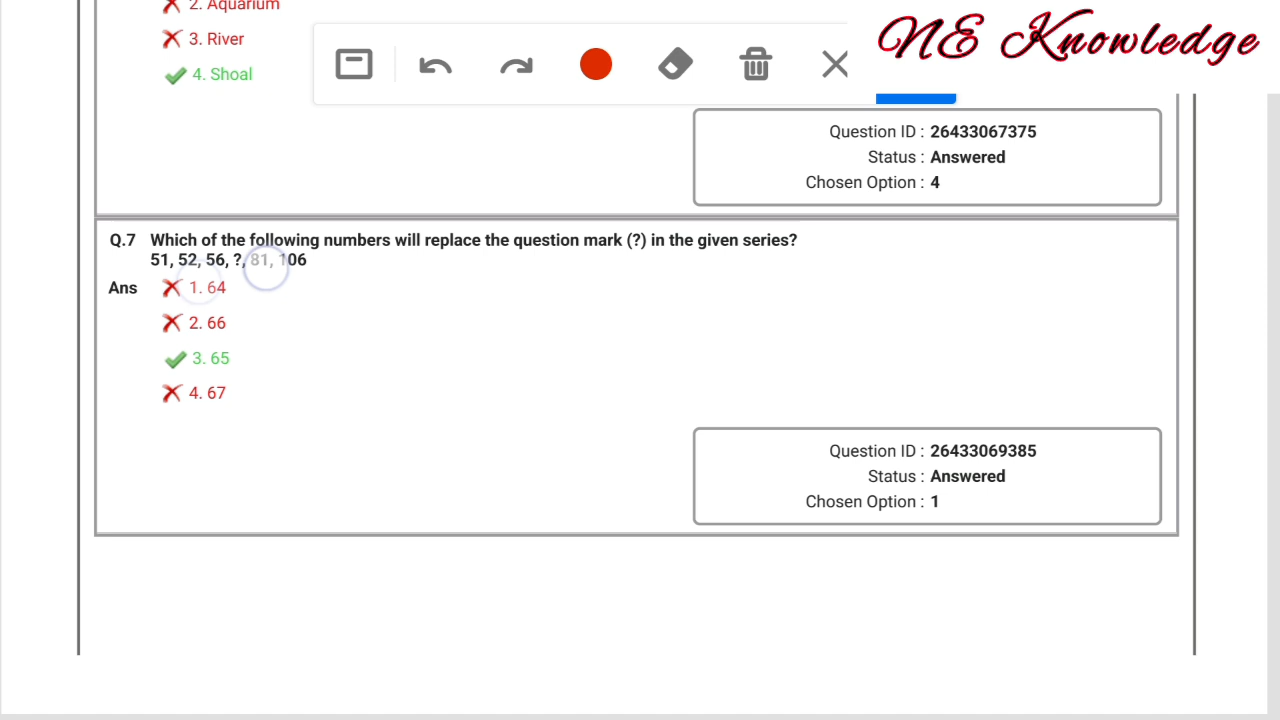 2. Aquarium
3. River
4. Shoal
NE Knowledge
Question ID : 26433067375
Status : Answered
Chosen Option : 4
Q.7 Which of the following numbers will replace the question mark (?) in the given series?
51, 52, 56, ?, 81, 106
Ans 1. 64
2. 66
3. 65
4. 67
Question ID : 26433069385
Status : Answered
Chosen Option : 1